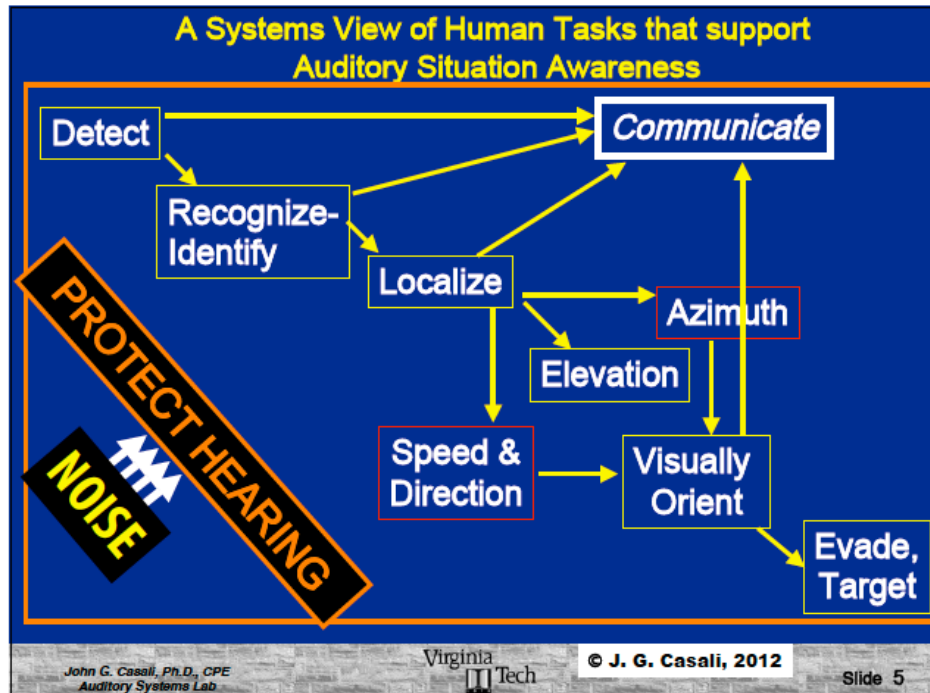 A Systems View of Human Tasks that support
Auditory Situation Awareness
Detect
Communicate
Recognize-
Identify
Localize
Azimuth
Elevation
PROTECT HEARING
NOISE
Speed &
Direction
Visually
Orient
Evade,
Target
John G. Casali, Ph.D., CPE
Auditory Systems Lab
Virginia
Tech
© J. G. Casali, 2012
Slide 5